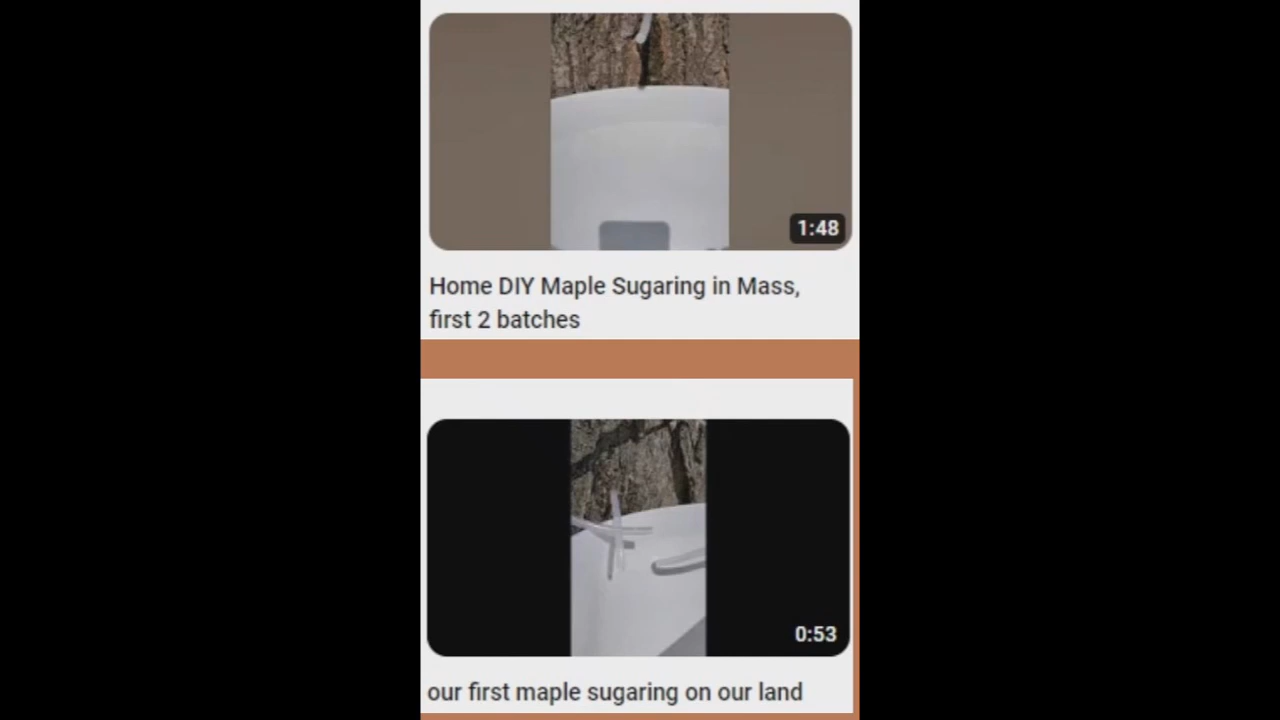 1:48
Home DIY Maple Sugaring in Mass,
first 2 batches
0:53
our first maple sugaring on our land